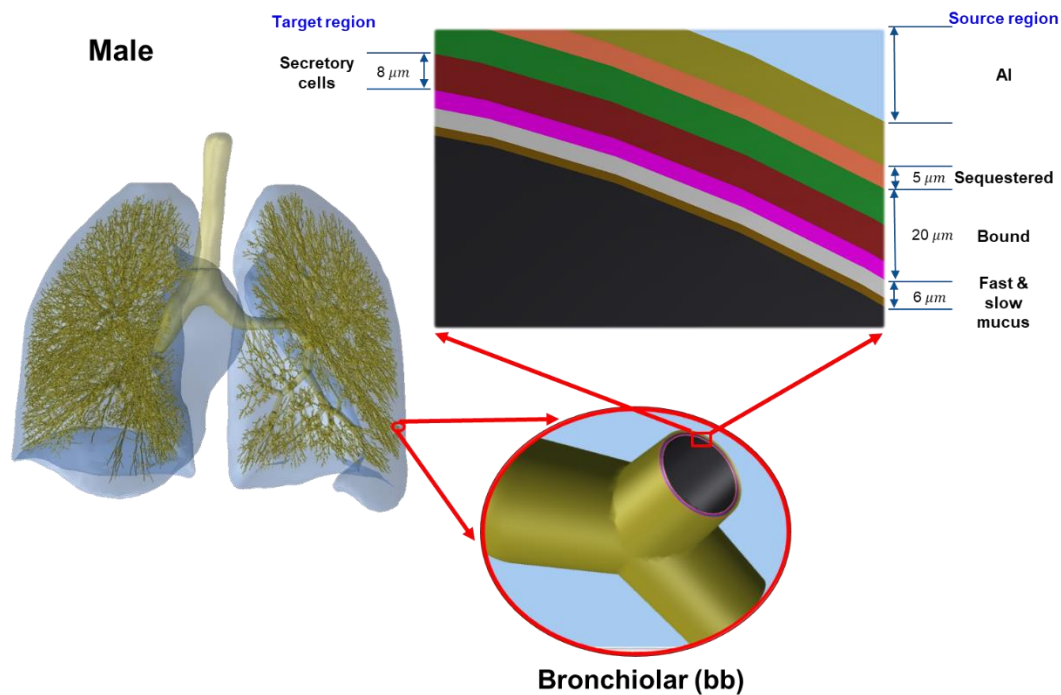 Male
Target region
Secretory
cells
8 μm
Source region
AI
5 μm
Sequestered
20 μm
Bound
6 μm
Fast &
slow
mucus
Bronchiolar (bb)